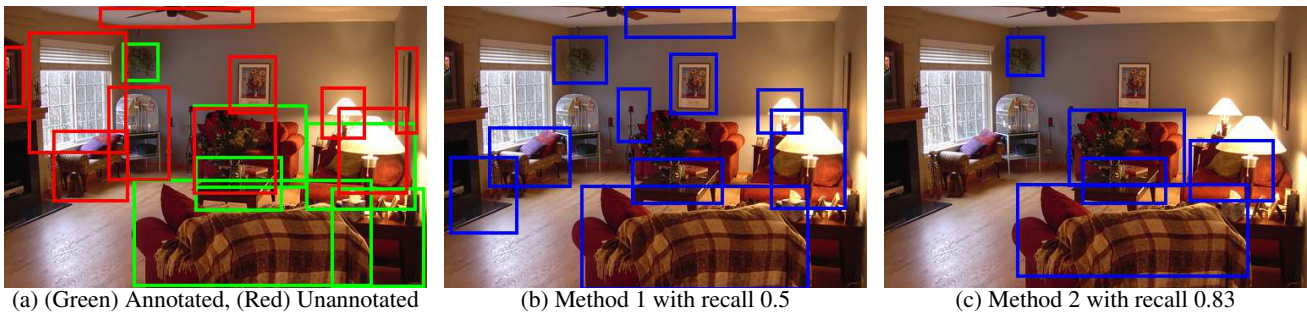 (a) (Green) Annotated, (Red) Unannotated
(b) Method 1 with recall 0.5
(c) Method 2 with recall 0.83